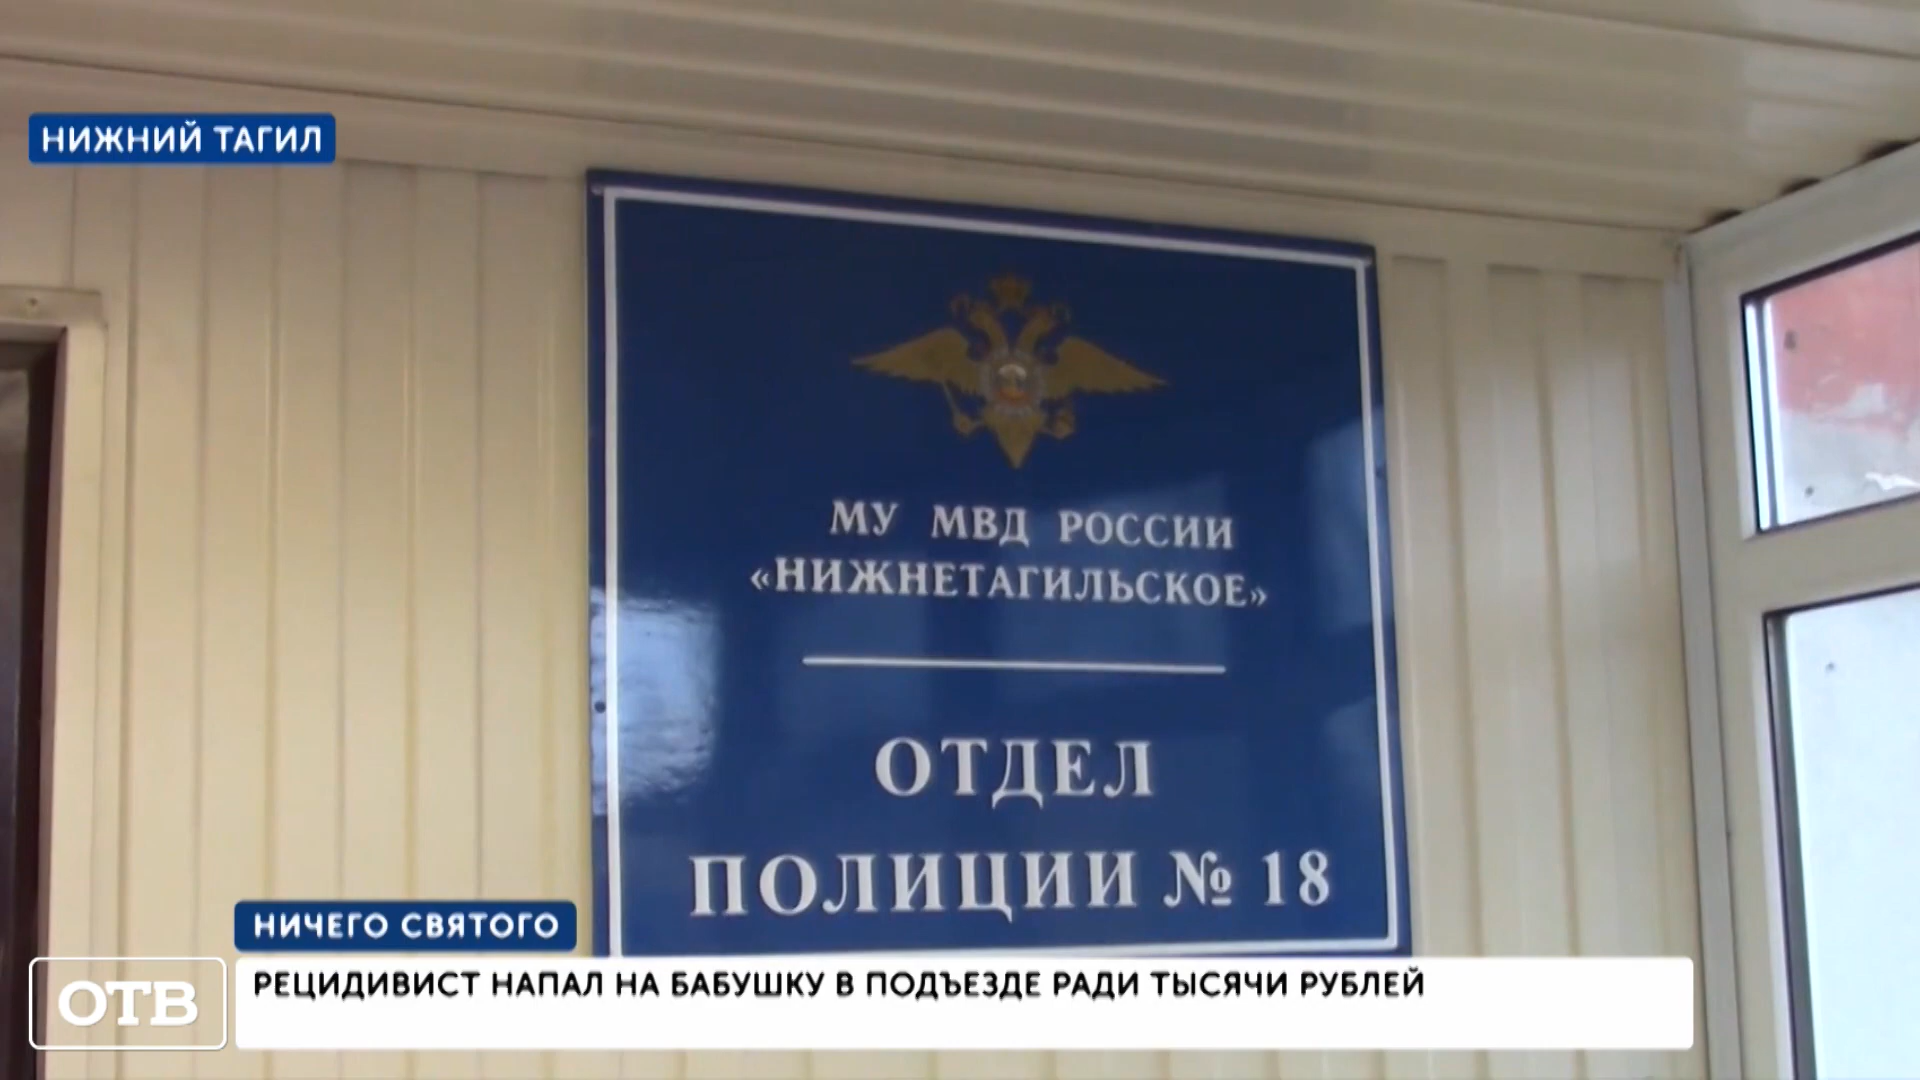 НИЖНИЙ ТАГИЛ
МУ МВД РОССИИ
«НИЖНЕТАГИЛЬСКОЕ»
ОТДЕЛ
ПОЛИЦИИ № 18
НИЧЕГО СВЯТОГО
ОТВ
РЕЦИДИВИСТ НАПАЛ НА БАБУШКУ В ПОДЪЕЗДЕ РАДИ ТЫСЯЧИ РУБЛЕЙ